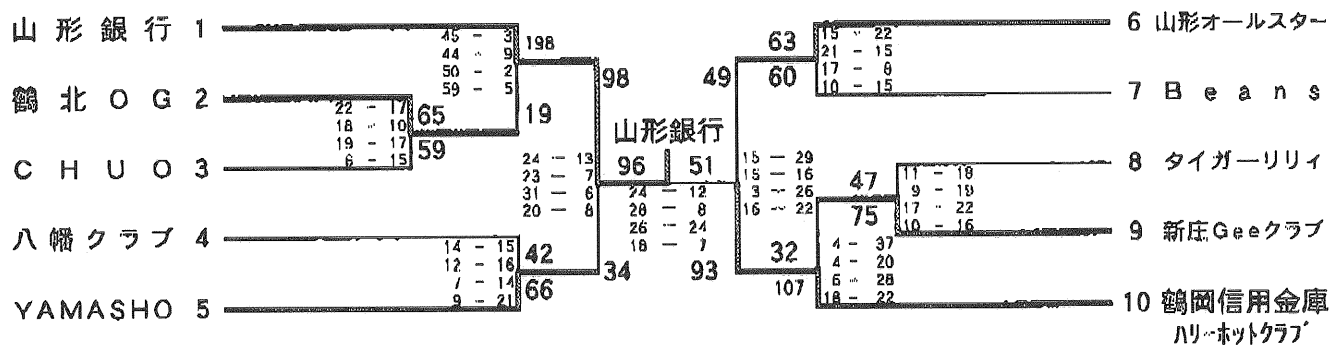 山形銀行 1
45 - 3
44 - 9
50 - 2
59 - 5
198
19
鶴北OG 2
22 - 17
18 - 10
19 - 17
6 - 15
65
59
CHUO 3
八幡クラブ 4
14 - 15
12 - 16
7 - 14
9 - 21
42
66
YAMASHO 5
98
24 - 13
23 - 7
31 - 6
20 - 8
34
山形銀行
96 51
24 - 12
28 - 8
26 - 24
18 - 7
49
15 - 29
15 - 16
3 - 26
16 - 22
93
63
60
15 - 22
21 - 15
17 - 8
10 - 15
6 山形オールスター
7 Beans
8 タイガーリリィ
47
75
11 - 18
9 - 19
17 - 22
10 - 16
9 新庄Geeクラブ
32
107
4 - 37
4 - 20
6 - 28
18 - 22
10 鶴岡信用金庫
ハリーホットクラブ